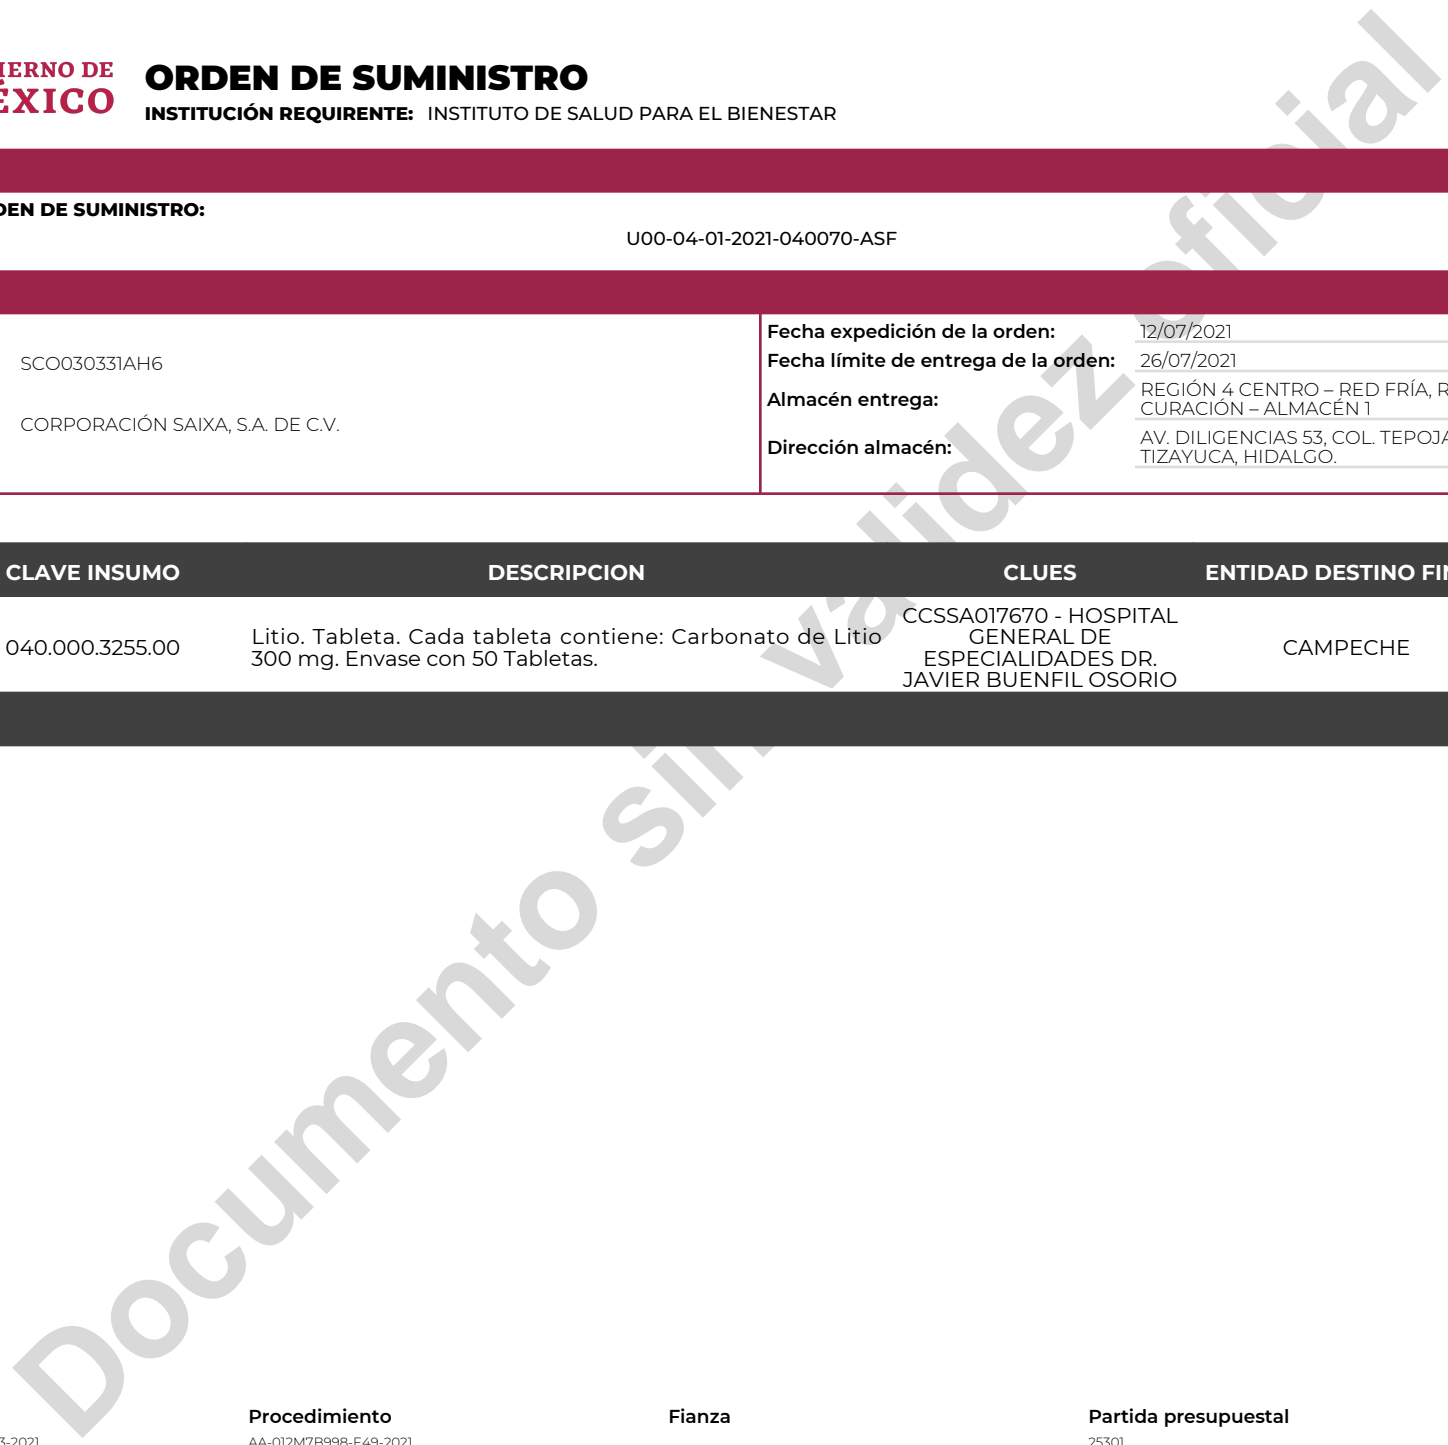 IERNO DE
ÉXICO
ORDEN DE SUMINISTRO
INSTITUCIÓN REQUIRENTE: INSTITUTO DE SALUD PARA EL BIENESTAR
DEN DE SUMINISTRO:
U00-04-01-2021-040070-ASF
SCO030331AH6
CORPORACIÓN SAIXA, S.A. DE C.V.
Fecha expedición de la orden: 12/07/2021
Fecha límite de entrega de la orden: 26/07/2021
Almacén entrega: REGIÓN 4 CENTRO – RED FRÍA, R
CURACIÓN – ALMACÉN 1
Dirección almacén: AV. DILIGENCIAS 53, COL. TEPOJA
TIZAYUCA, HIDALGO.
CLAVE INSUMO DESCRIPCION CLUES ENTIDAD DESTINO FIN
040.000.3255.00
Litio. Tableta. Cada tableta contiene: Carbonato de Litio
300 mg. Envase con 50 Tabletas.
CCSSA017670 - HOSPITAL
GENERAL DE
ESPECIALIDADES DR.
JAVIER BUENFIL OSORIO
CAMPECHE
Documento sin validez oficial
Procedimiento Fianza Partida presupuestal
3-2021 AA-012M7B998-E49-2021 25301